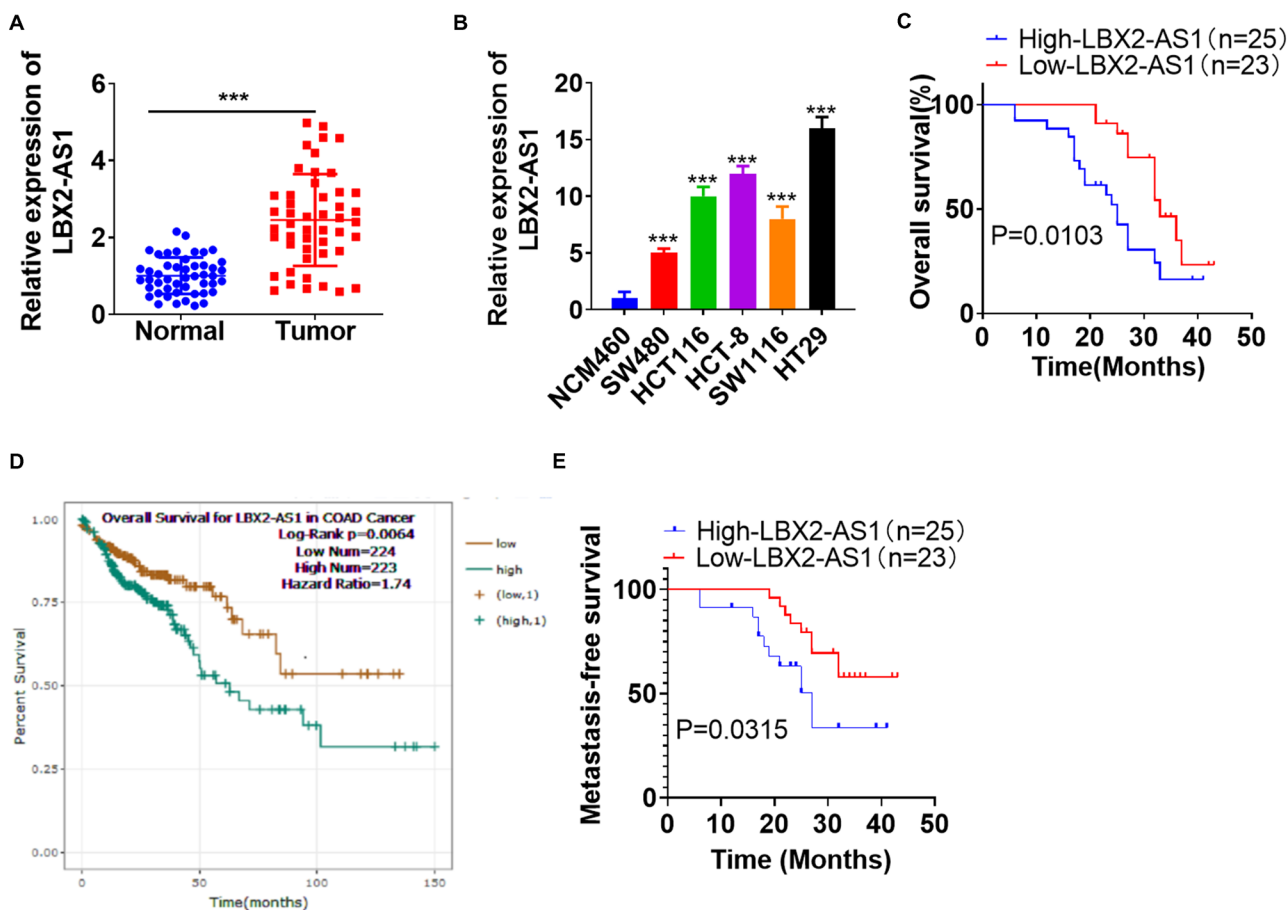 A
Relative expression of
LBX2-AS1
6
4
2
0
***
Normal
Tumor
B
Relative expression of
LBX2-AS1
20
15
10
5
0
***
***
***
***
***
NCM460
SW480
HCT116
HCT-8
SW1116
HT29
C
High-LBX2-AS1(n=25)
Low-LBX2-AS1(n=23)
Overall survival(%)
100
50
0
P=0.0103
0
10
20
30
40
50
Time(Months)
D
Overall Survival for LBX2-AS1 in COAD Cancer
Log-Rank p=0.0064
Low Num=224
High Num=223
Hazard Ratio=1.74
Percent Survival
1.00
0.75
0.50
0.25
0.00
0
50
100
150
Time(months)
low
high
(low,1)
(high,1)
E
High-LBX2-AS1(n=25)
Low-LBX2-AS1(n=23)
Metastasis-free survival
100
50
0
P=0.0315
0
10
20
30
40
50
Time (Months)